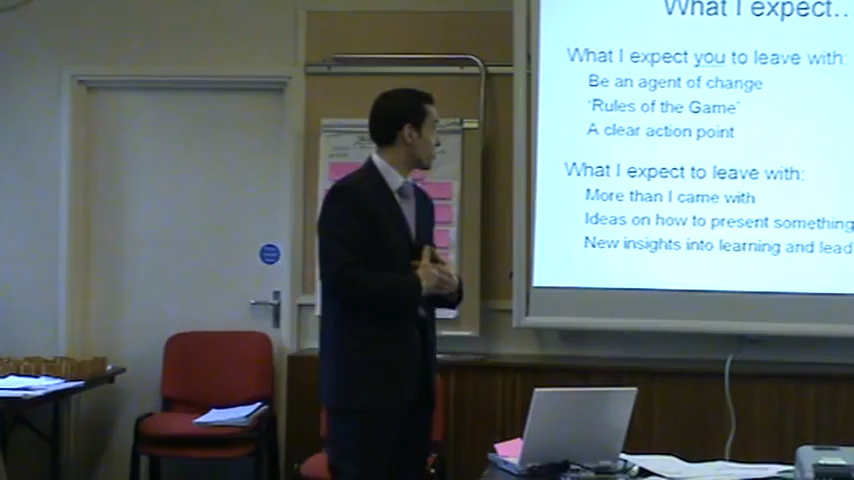 What I expect...
What I expect you to leave with:
Be an agent of change
'Rules of the Game'
A clear action point
What I expect to leave with:
More than I came with
Ideas on how to present something
New insights into learning and lead